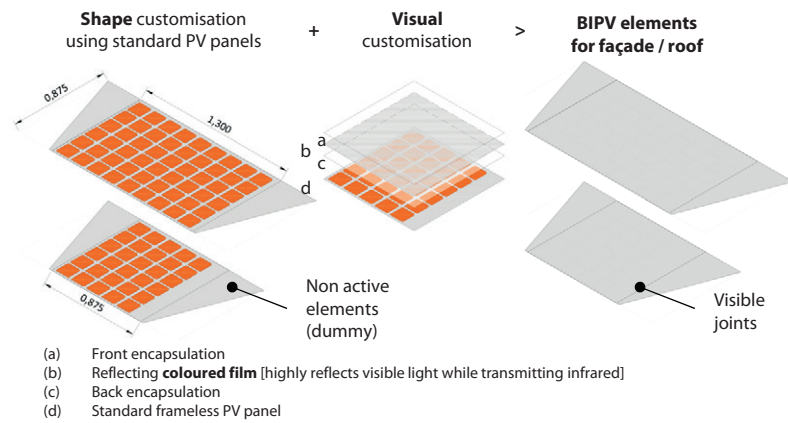 Shape customisation
using standard PV panels
+
Visual
customisation
>
BIPV elements
for façade / roof
0,875
1,300
a
b
c
d
0,875
Non active
elements
(dummy)
Visible
joints
(a) Front encapsulation
(b) Reflecting coloured film [highly reflects visible light while transmitting infrared]
(c) Back encapsulation
(d) Standard frameless PV panel